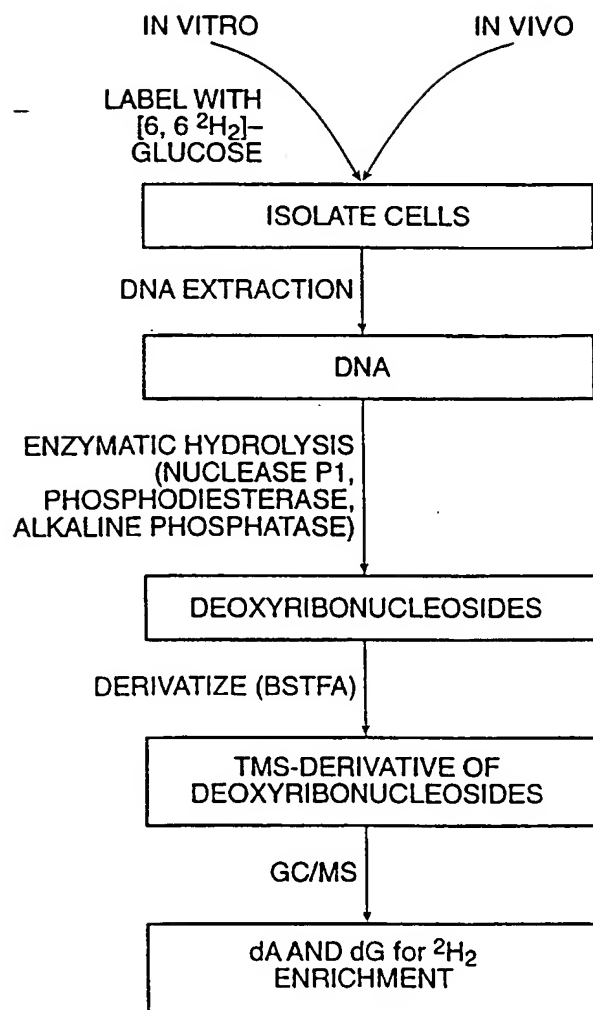 IN VITRO
IN VIVO
LABEL WITH
[6, 6 ²H₂]–
GLUCOSE
ISOLATE CELLS
DNA EXTRACTION
DNA
ENZYMATIC HYDROLYSIS
(NUCLEASE P1,
PHOSPHODIESTERASE,
ALKALINE PHOSPHATASE)
DEOXYRIBONUCLEOSIDES
DERIVATIZE (BSTFA)
TMS-DERIVATIVE OF
DEOXYRIBONUCLEOSIDES
GC/MS
dA AND dG for ²H₂
ENRICHMENT